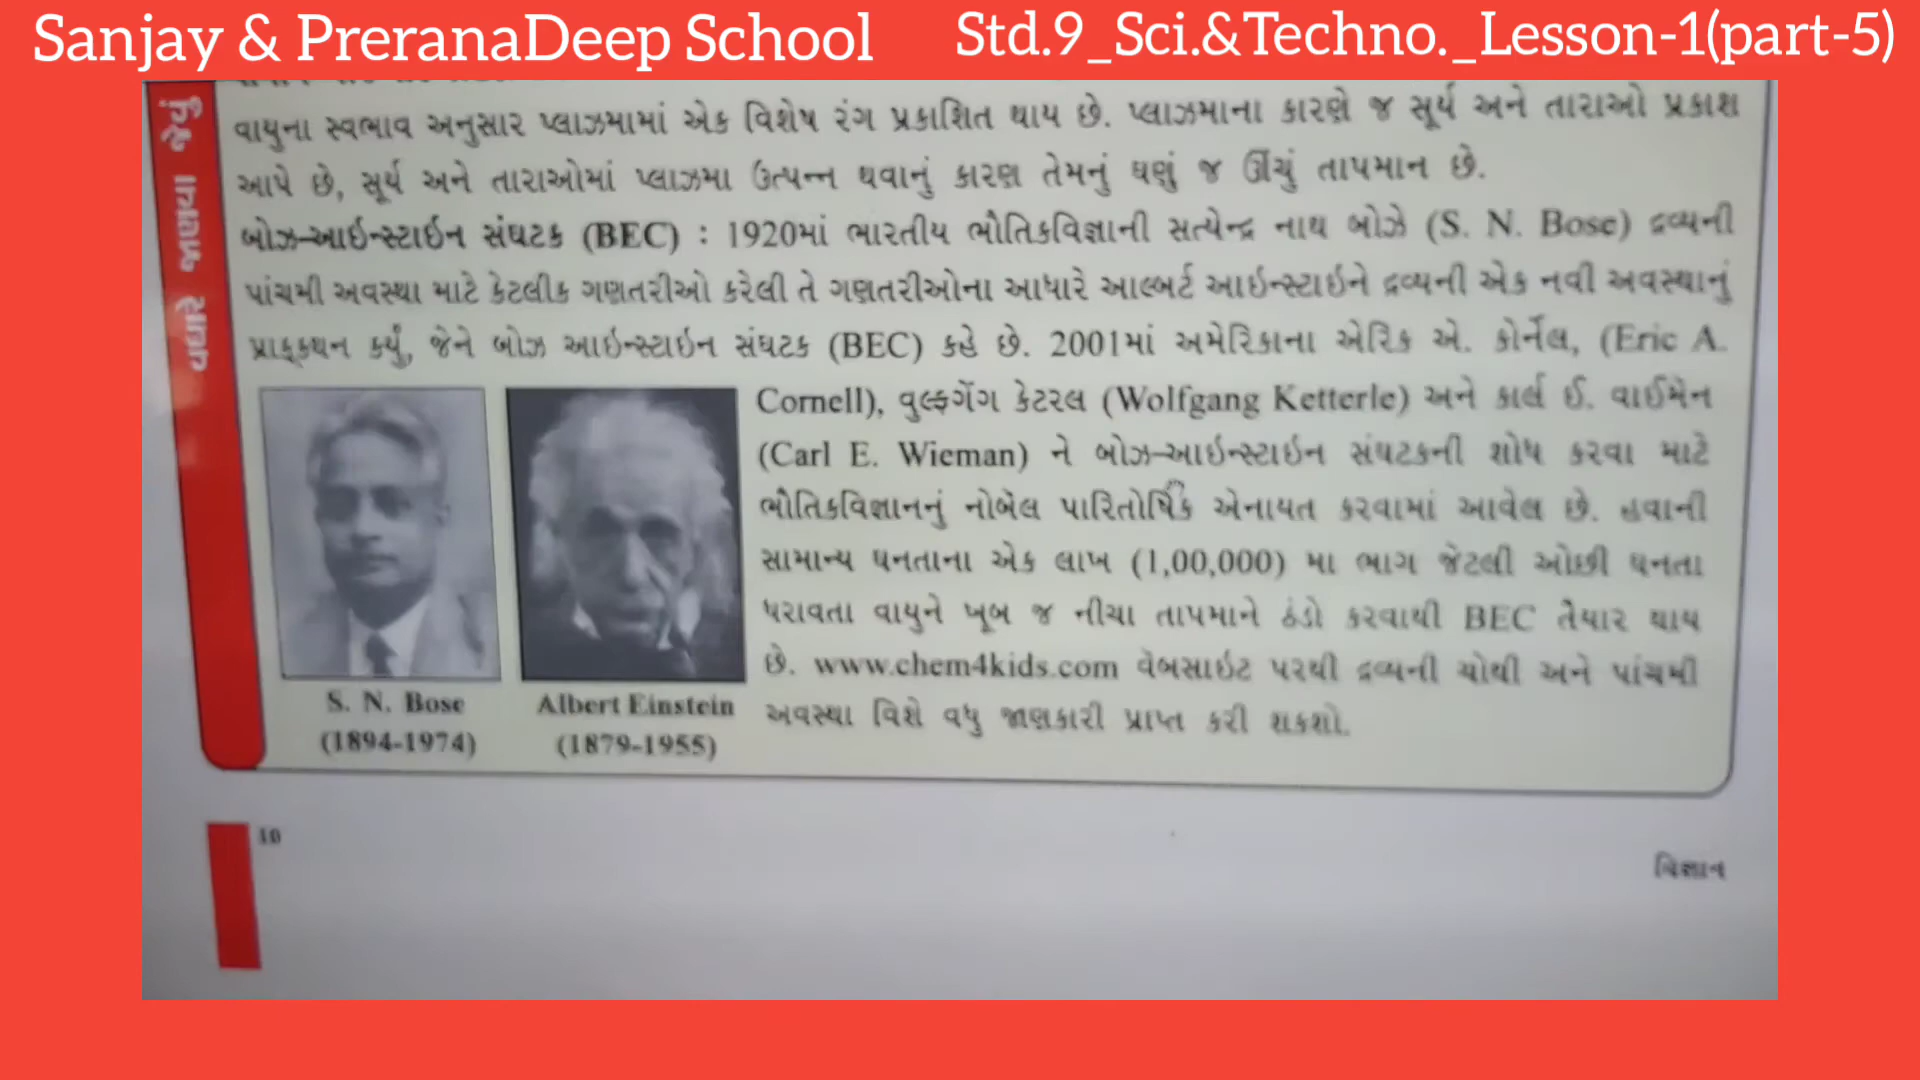 Sanjay & PreranaDeep School Std.9_Sci.&Techno._Lesson-1(part-5)
વાયુના સ્વભાવ અનુસાર પ્લાઝમામાં એક વિશેષ રંગ પ્રકાશિત થાય છે. પ્લાઝમાના કારણે જ સૂર્ય અને તારાઓ પ્રકાશ
આપે છે, સૂર્ય અને તારાઓમાં પ્લાઝમા ઉત્પન્ન થવાનું કારણ તેમનું ઘણું જ ઊંચું તાપમાન છે.
બોઝ-આઇન્સ્ટાઇન સંઘટક (BEC) : 1920માં ભારતીય ભૌતિકવિજ્ઞાની સત્યેન્દ્ર નાથ બોઝે (S. N. Bose) દ્રવ્યની
પાંચમી અવસ્થા માટે કેટલીક ગણતરીઓ કરેલી તે ગણતરીઓના આધારે આલ્બર્ટ આઇન્સ્ટાઇને દ્રવ્યની એક નવી અવસ્થાનું
પ્રાક્કથન કર્યું, જેને બોઝ આઇન્સ્ટાઇન સંઘટક (BEC) કહે છે. 2001માં અમેરિકાના એરિક એ. કોર્નેલ, (Eric A.
Cornell), વુલ્ફગેંગ કેટરલ (Wolfgang Ketterle) અને કાર્લ ઈ. વાઈમેન
(Carl E. Wieman) ને બોઝ-આઇન્સ્ટાઇન સંઘટકની શોધ કરવા માટે
ભૌતિકવિજ્ઞાનનું નોબેલ પારિતોષિક એનાયત કરવામાં આવેલ છે. હવાની
સામાન્ય ઘનતાના એક લાખ (1,00,000) મા ભાગ જેટલી ઓછી ઘનતા
ધરાવતા વાયુને ખૂબ જ નીચા તાપમાને ઠંડો કરવાથી BEC તૈયાર થાય
છે. www.chem4kids.com વેબસાઇટ પરથી દ્રવ્યની ચોથી અને પાંચમી
અવસ્થા વિશે વધુ જાણકારી પ્રાપ્ત કરી શકશો.
S. N. Bose
(1894-1974)
Albert Einstein
(1879-1955)
10
વિજ્ઞાન